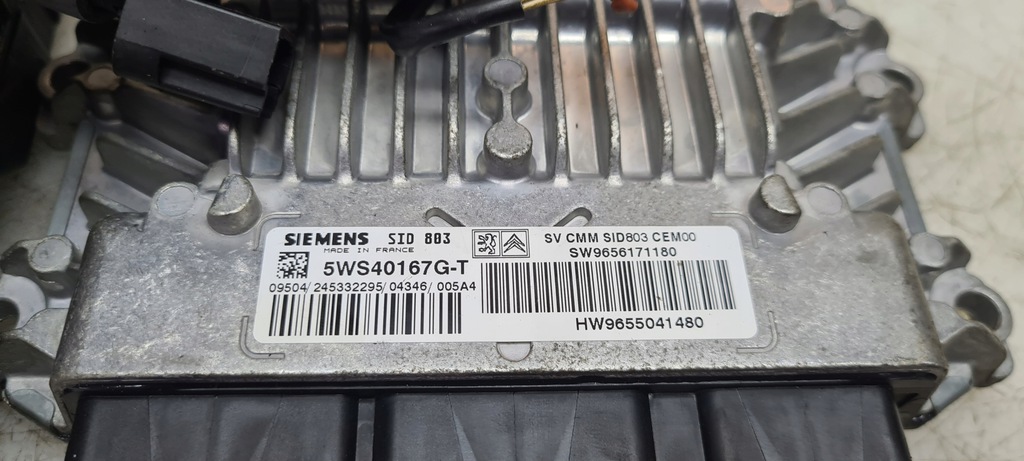 SIEMENS SID 803
MADE IN FRANCE
5WS40167G-T
09504/245332295/04346/005A4
SV CMM SID803 CEM00
SW9656171180
HW9655041480